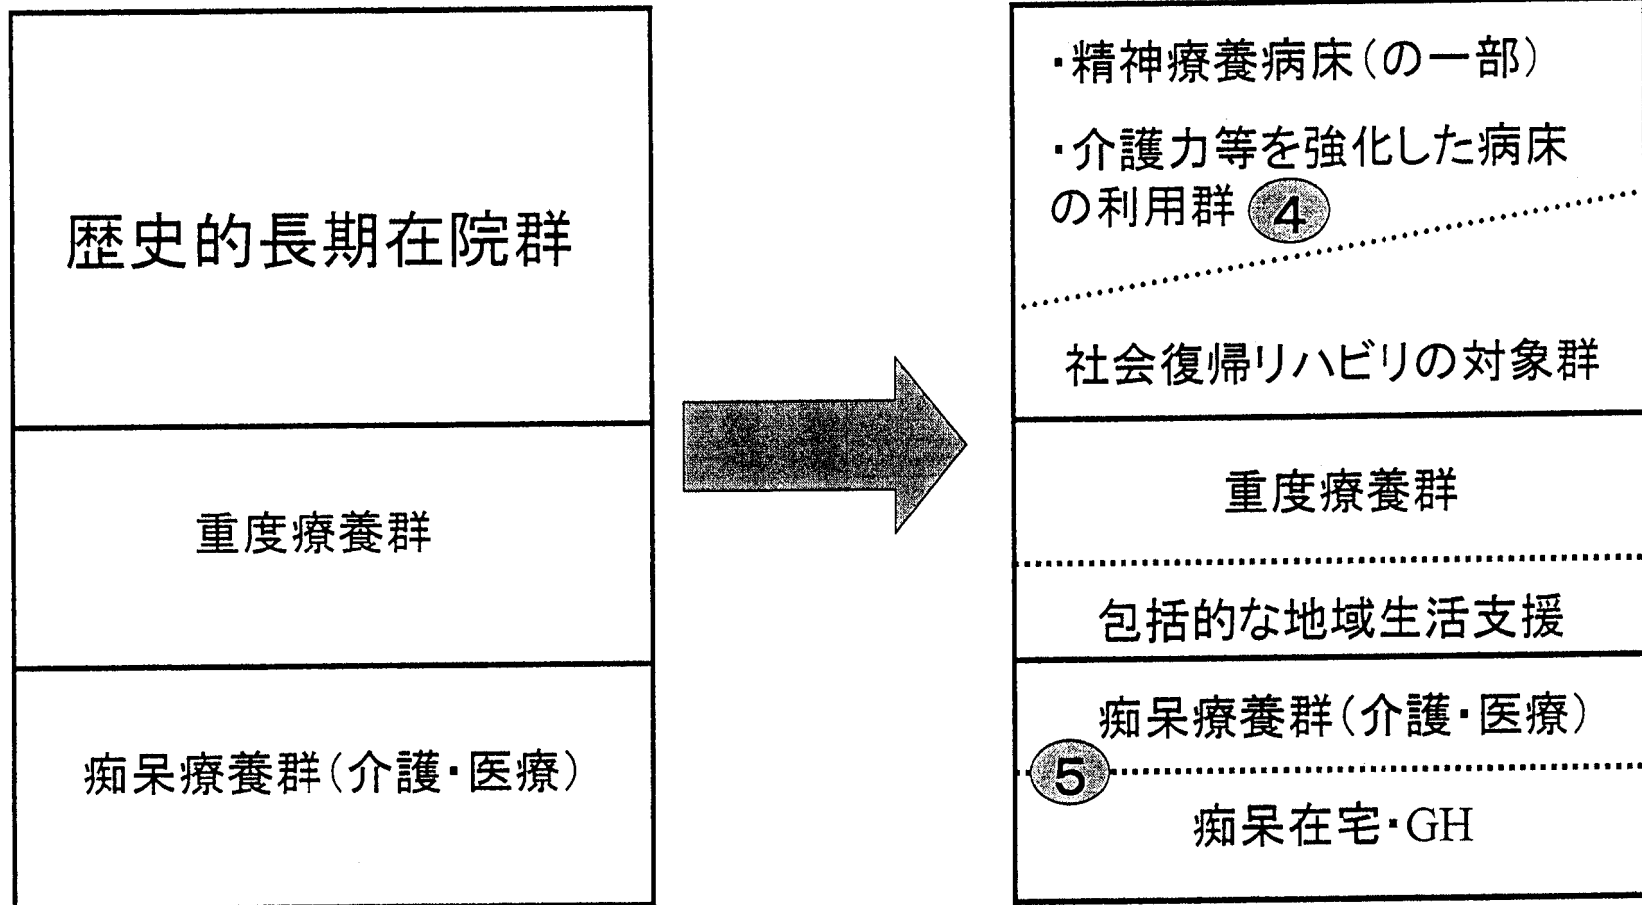 歴史的長期在院群
重度療養群
痴呆療養群(介護・医療)
・精神療養病床(の一部)
・介護力等を強化した病床
の利用群 4
社会復帰リハビリの対象群
重度療養群
包括的な地域生活支援
痴呆療養群(介護・医療)
5
痴呆在宅・GH